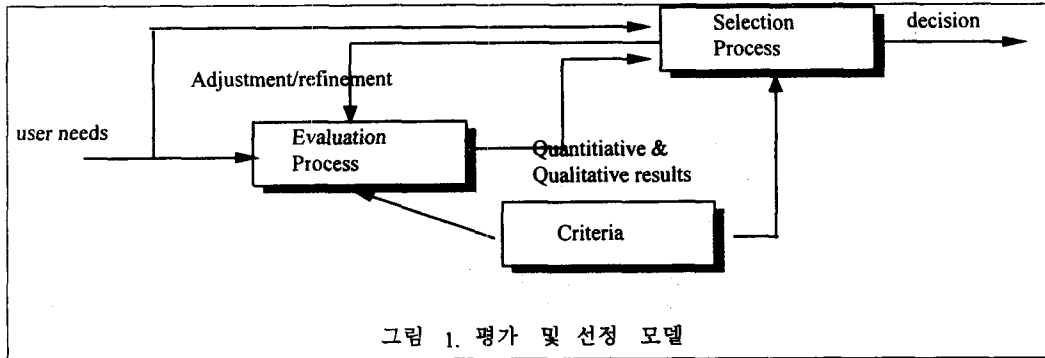 Selection
Process
decision
Adjustment/refinement
user needs
Evaluation
Process
Quantitiative &
Qualitative results
Criteria
그림 1. 평가 및 선정 모델